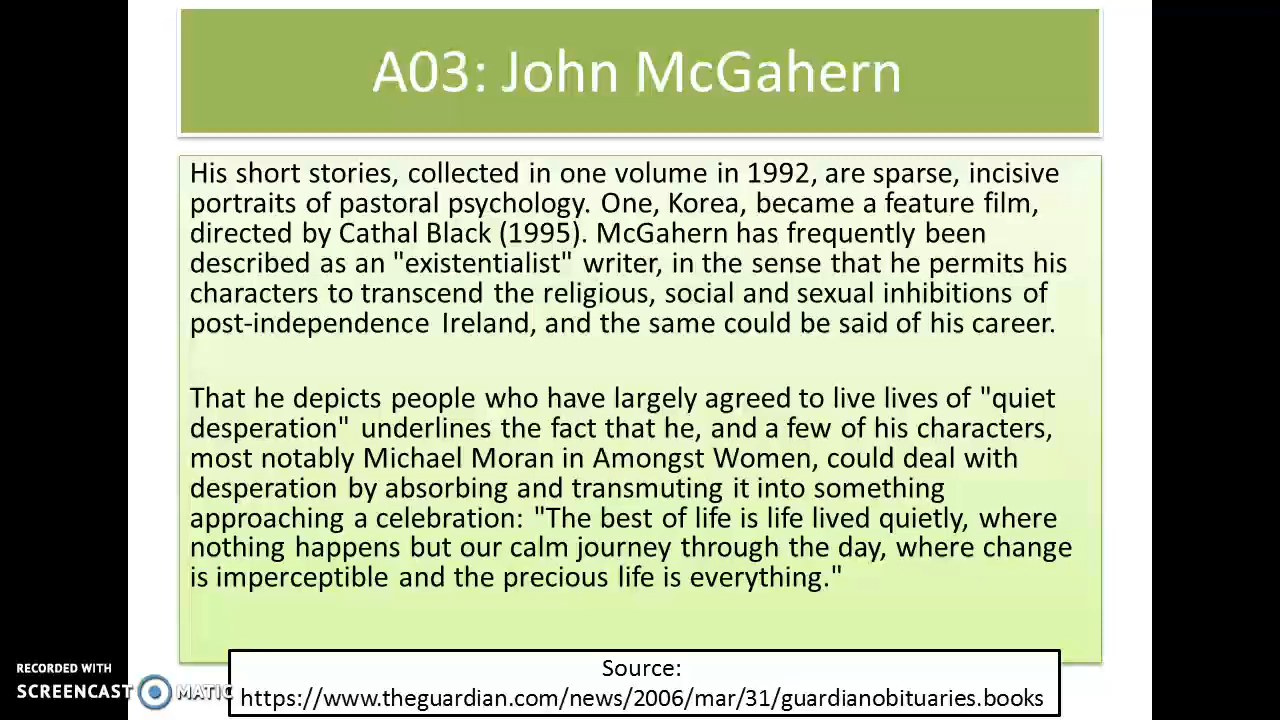 A03: John McGahern
His short stories, collected in one volume in 1992, are sparse, incisive
portraits of pastoral psychology. One, Korea, became a feature film,
directed by Cathal Black (1995). McGahern has frequently been
described as an "existentialist" writer, in the sense that he permits his
characters to transcend the religious, social and sexual inhibitions of
post-independence Ireland, and the same could be said of his career.
That he depicts people who have largely agreed to live lives of "quiet
desperation" underlines the fact that he, and a few of his characters,
most notably Michael Moran in Amongst Women, could deal with
desperation by absorbing and transmuting it into something
approaching a celebration: "The best of life is life lived quietly, where
nothing happens but our calm journey through the day, where change
is imperceptible and the precious life is everything."
Source:
https://www.theguardian.com/news/2006/mar/31/guardianobituaries.books
RECORDED WITH
SCREENCAST MATIC